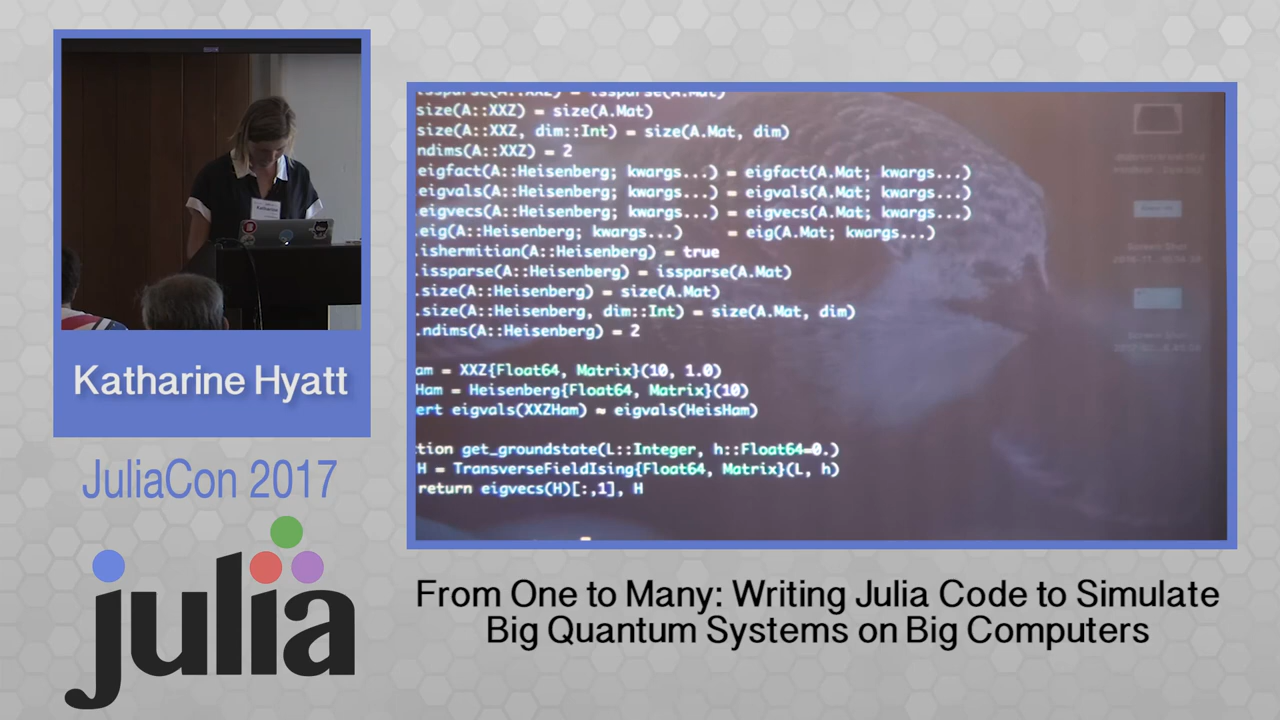 Katharine
Katharine Hyatt
JuliaCon 2017
julia
issparse(A::XXZ) = issparse(A.Mat)
size(A::XXZ) = size(A.Mat)
size(A::XXZ, dim::Int) = size(A.Mat, dim)
ndims(A::XXZ) = 2
.eigfact(A::Heisenberg; kwargs...) = eigfact(A.Mat; kwargs...)
.eigvals(A::Heisenberg; kwargs...) = eigvals(A.Mat; kwargs...)
.eigvecs(A::Heisenberg; kwargs...) = eigvecs(A.Mat; kwargs...)
.eig(A::Heisenberg; kwargs...) = eig(A.Mat; kwargs...)
.ishermitian(A::Heisenberg) = true
.issparse(A::Heisenberg) = issparse(A.Mat)
.size(A::Heisenberg) = size(A.Mat)
.size(A::Heisenberg, dim::Int) = size(A.Mat, dim)
.ndims(A::Heisenberg) = 2
am = XXZ{Float64, Matrix}(10, 1.0)
Ham = Heisenberg{Float64, Matrix}(10)
ert eigvals(XXZHam) ≈ eigvals(HeisHam)
tion get_groundstate(L::Integer, h::Float64=0.)
H = TransverseFieldIsing{Float64, Matrix}(L, h)
return eigvecs(H)[:,1], H
From One to Many: Writing Julia Code to Simulate
Big Quantum Systems on Big Computers